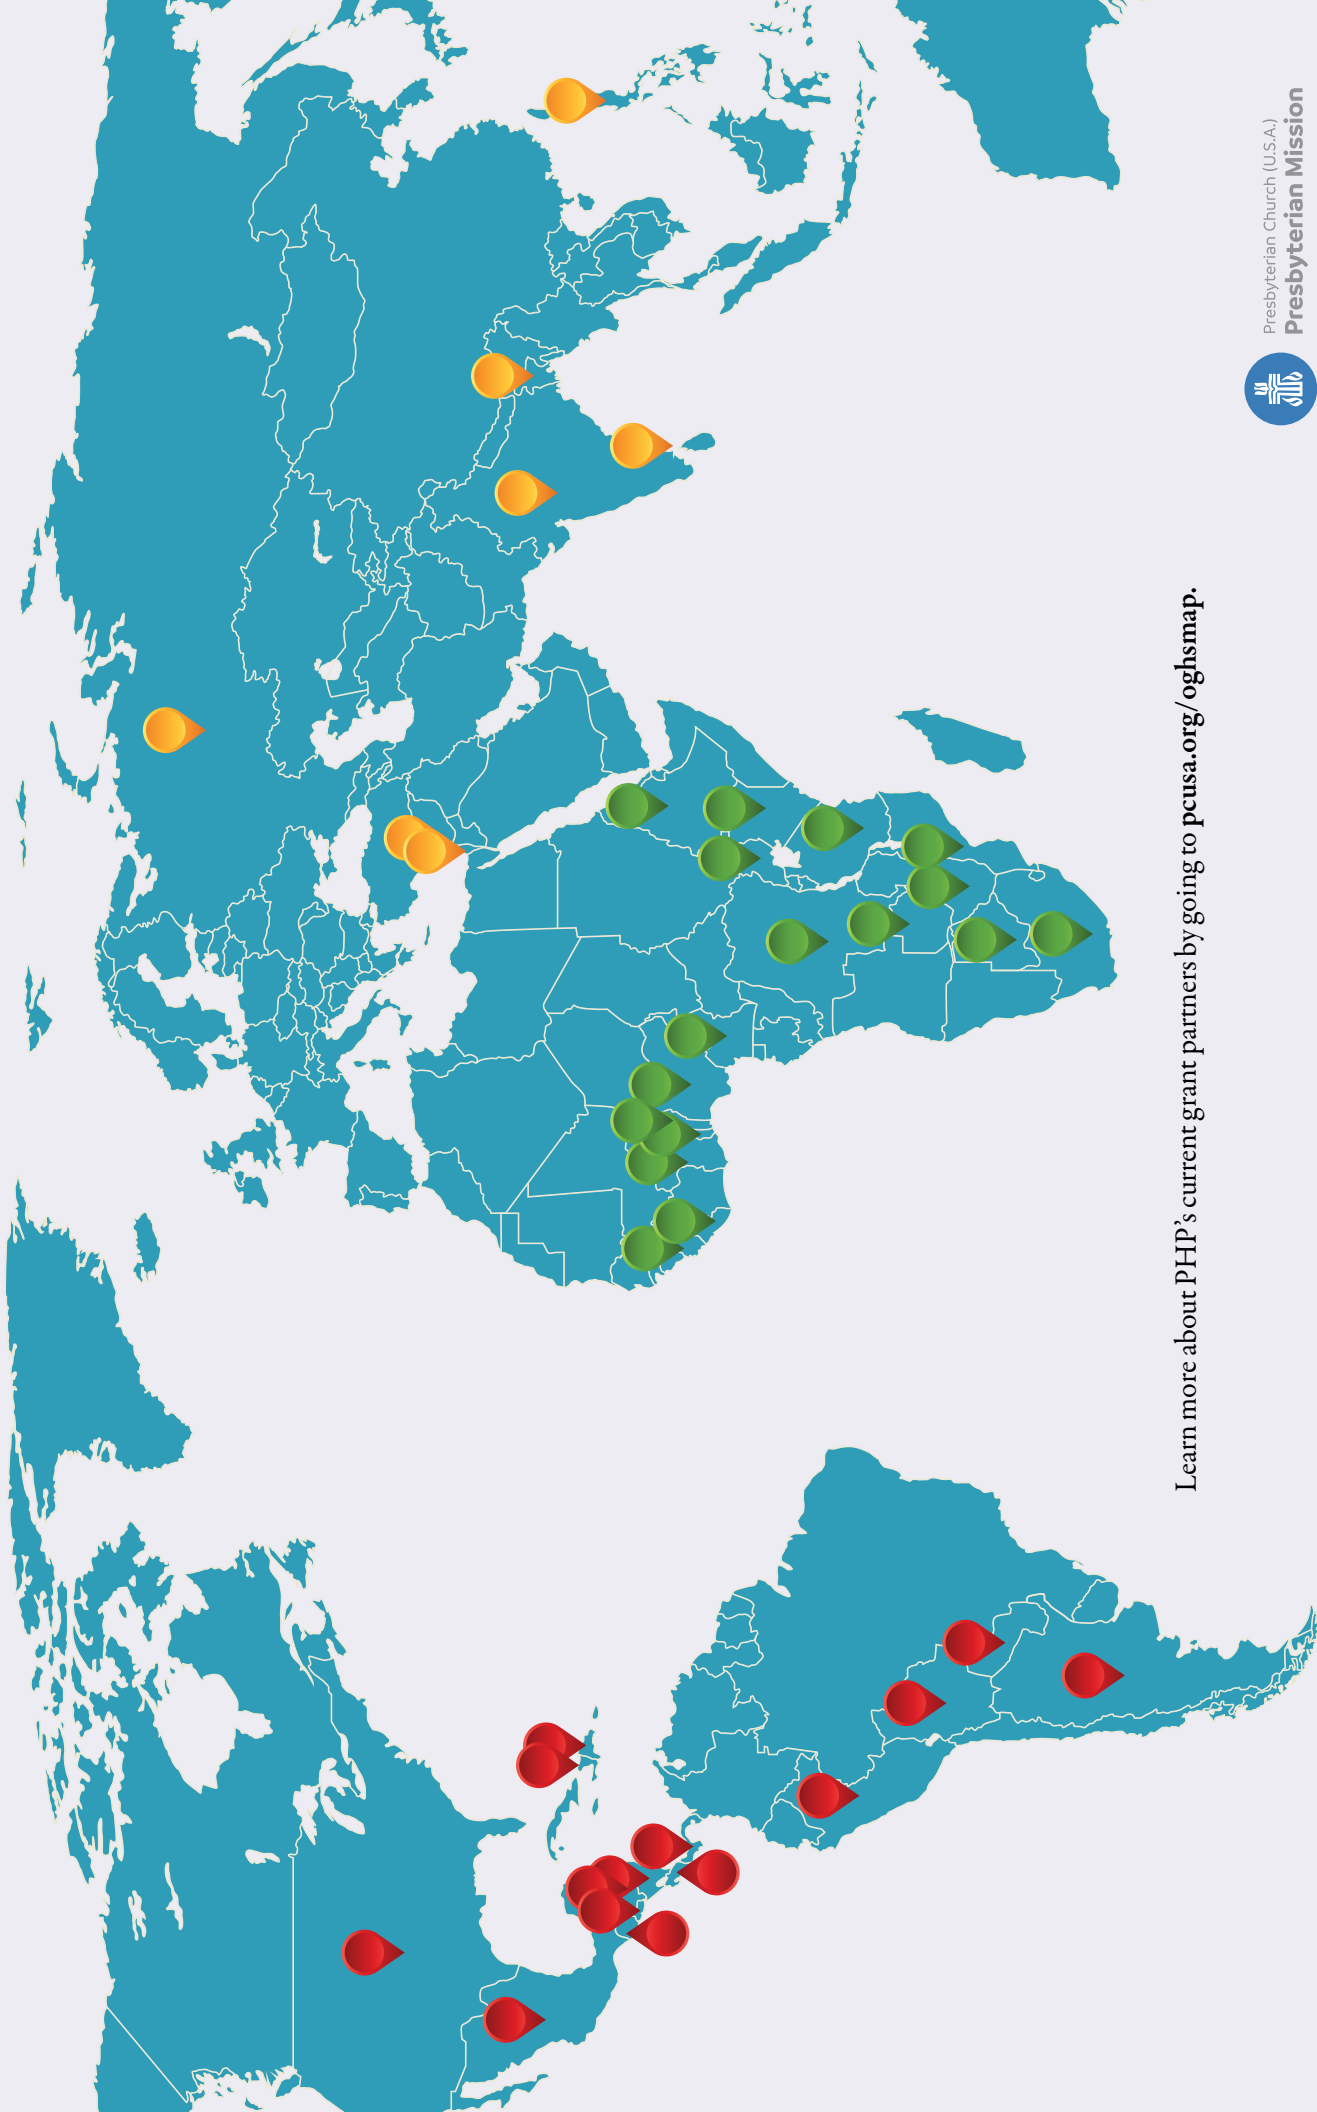 Learn more about PHP’s current grant partners by going to pcusa.org/oghsmap.
Presbyterian Church (U.S.A.)
Presbyterian Mission